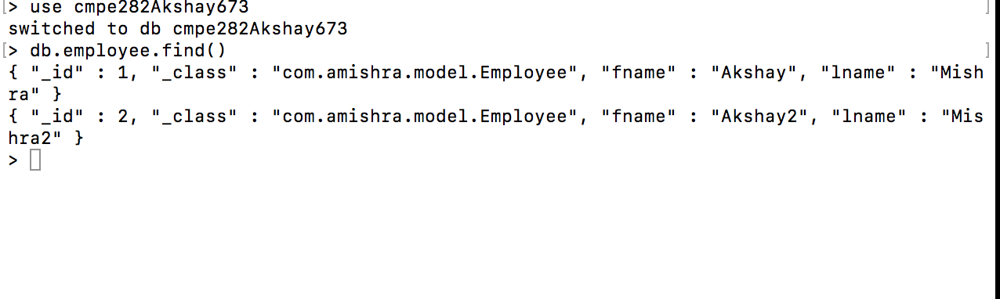 [> use cmpe282Akshay673 ]
switched to db cmpe282Akshay673
[> db.employee.find() ]
{ "_id" : 1, "_class" : "com.amishra.model.Employee", "fname" : "Akshay", "lname" : "Mish
ra" }
{ "_id" : 2, "_class" : "com.amishra.model.Employee", "fname" : "Akshay2", "lname" : "Mis
hra2" }
>